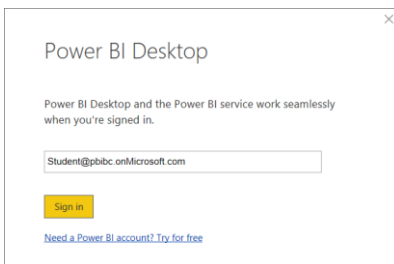 Power BI Desktop
Power BI Desktop and the Power BI service work seamlessly
when you're signed in.
Student@pbibc.onMicrosoft.com
Sign in
Need a Power BI account? Try for free